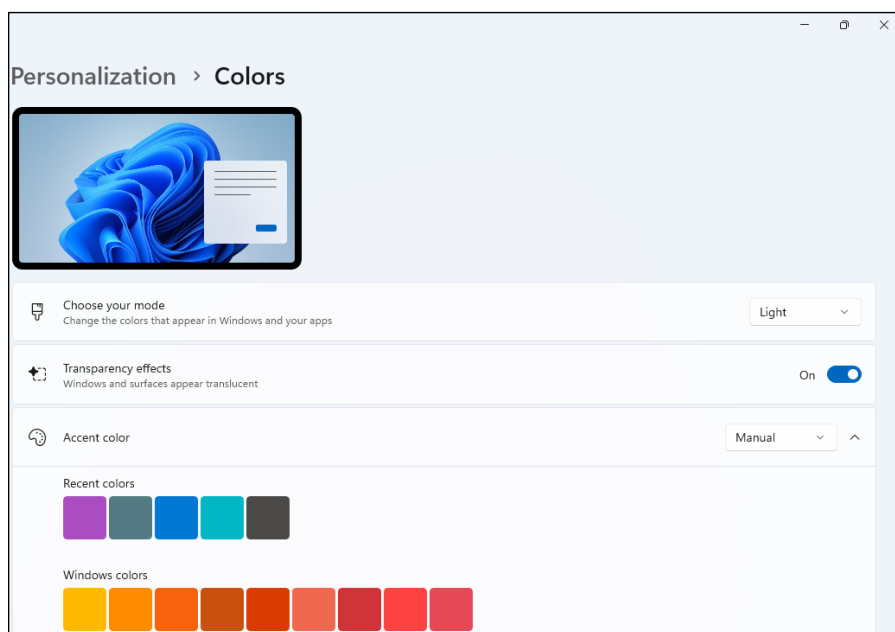 Personalization > Colors
Choose your mode
Change the colors that appear in Windows and your apps
Light
Transparency effects
Windows and surfaces appear translucent
On
Accent color
Manual
Recent colors
Windows colors